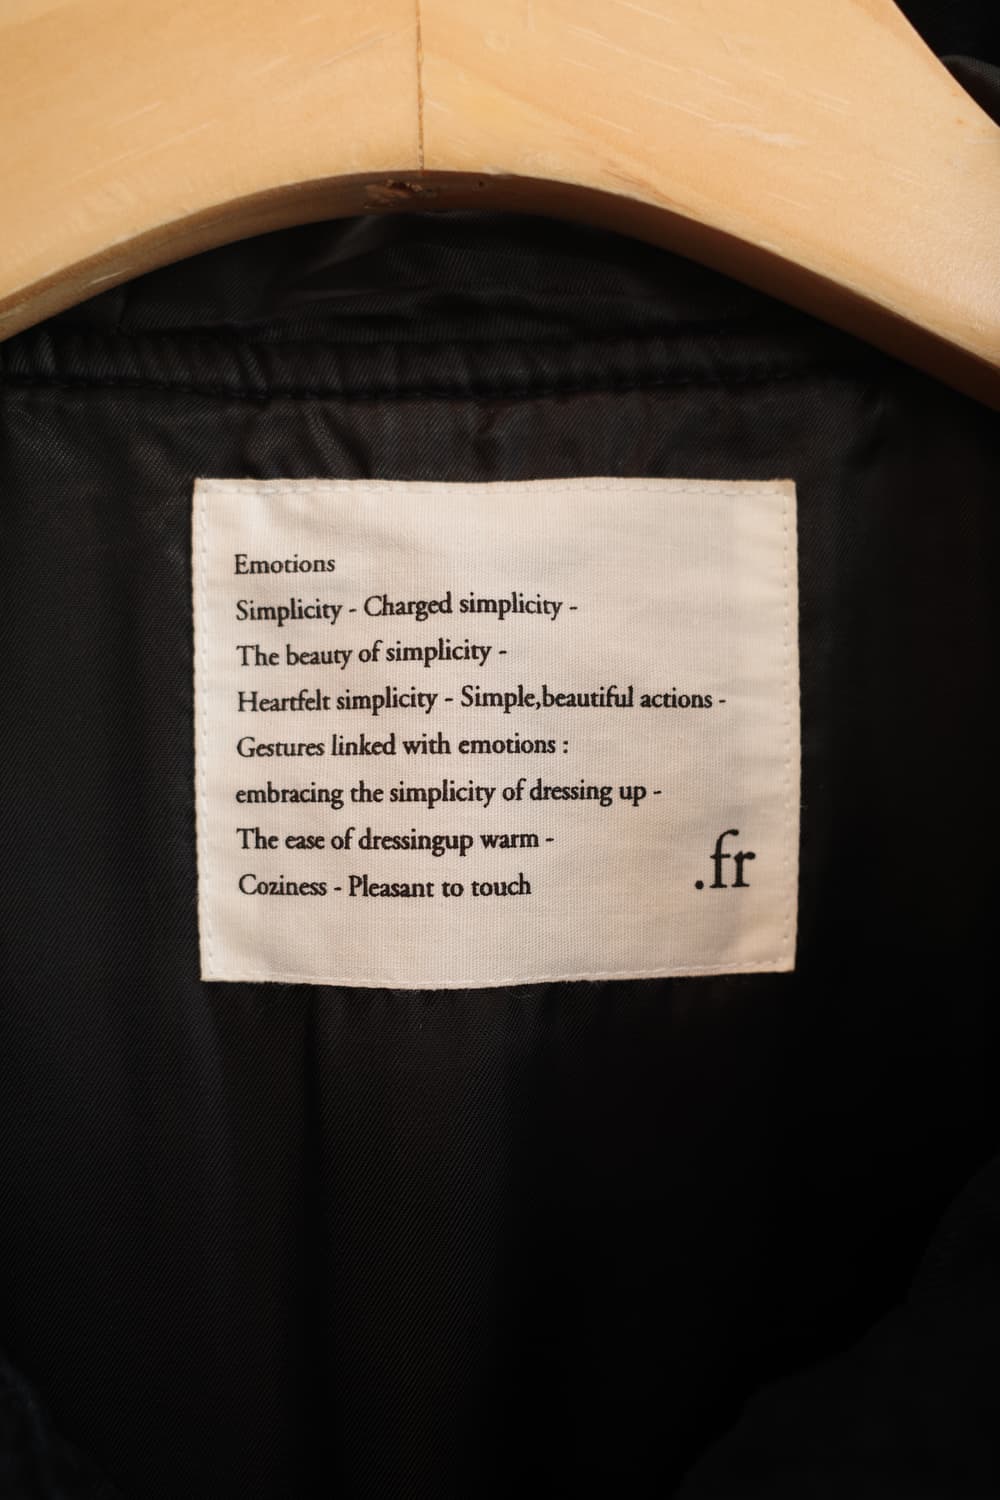 Emotions
Simplicity - Charged simplicity -
The beauty of simplicity -
Heartfelt simplicity - Simple,beautiful actions -
Gestures linked with emotions :
embracing the simplicity of dressing up -
The ease of dressingup warm -
Coziness - Pleasant to touch
.fr